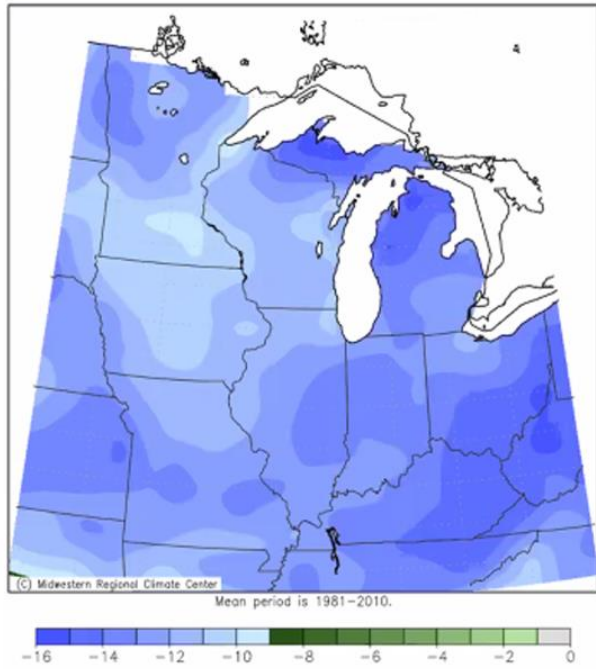 (C) Midwestern Regional Climate Center
Mean period is 1981-2010.
-16 -14 -12 -10 -8 -6 -4 -2 0